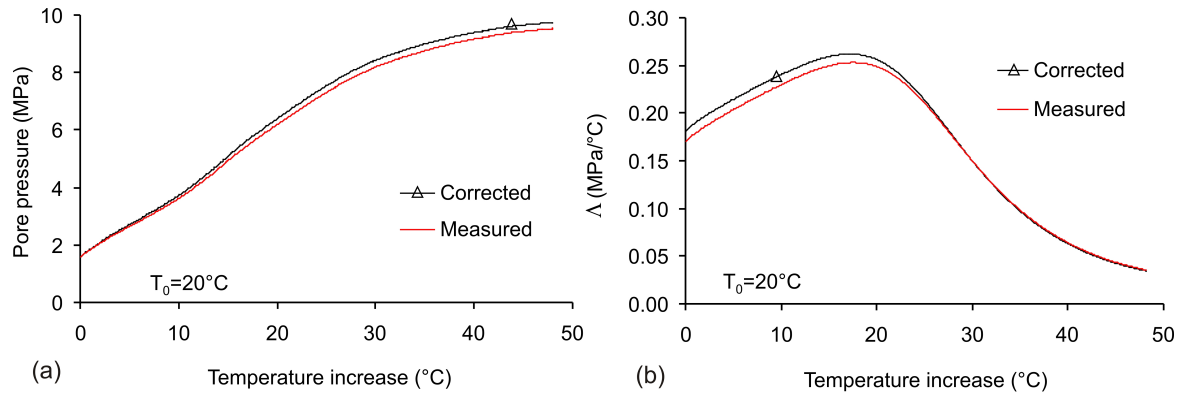 Pore pressure (MPa)
10
8
6
4
2
0
0 10 20 30 40 50
Corrected
Measured
T₀=20°C
Temperature increase (°C)
(a)
Λ (MPa/°C)
0.30
0.25
0.20
0.15
0.10
0.05
0.00
0 10 20 30 40 50
Corrected
Measured
T₀=20°C
Temperature increase (°C)
(b)